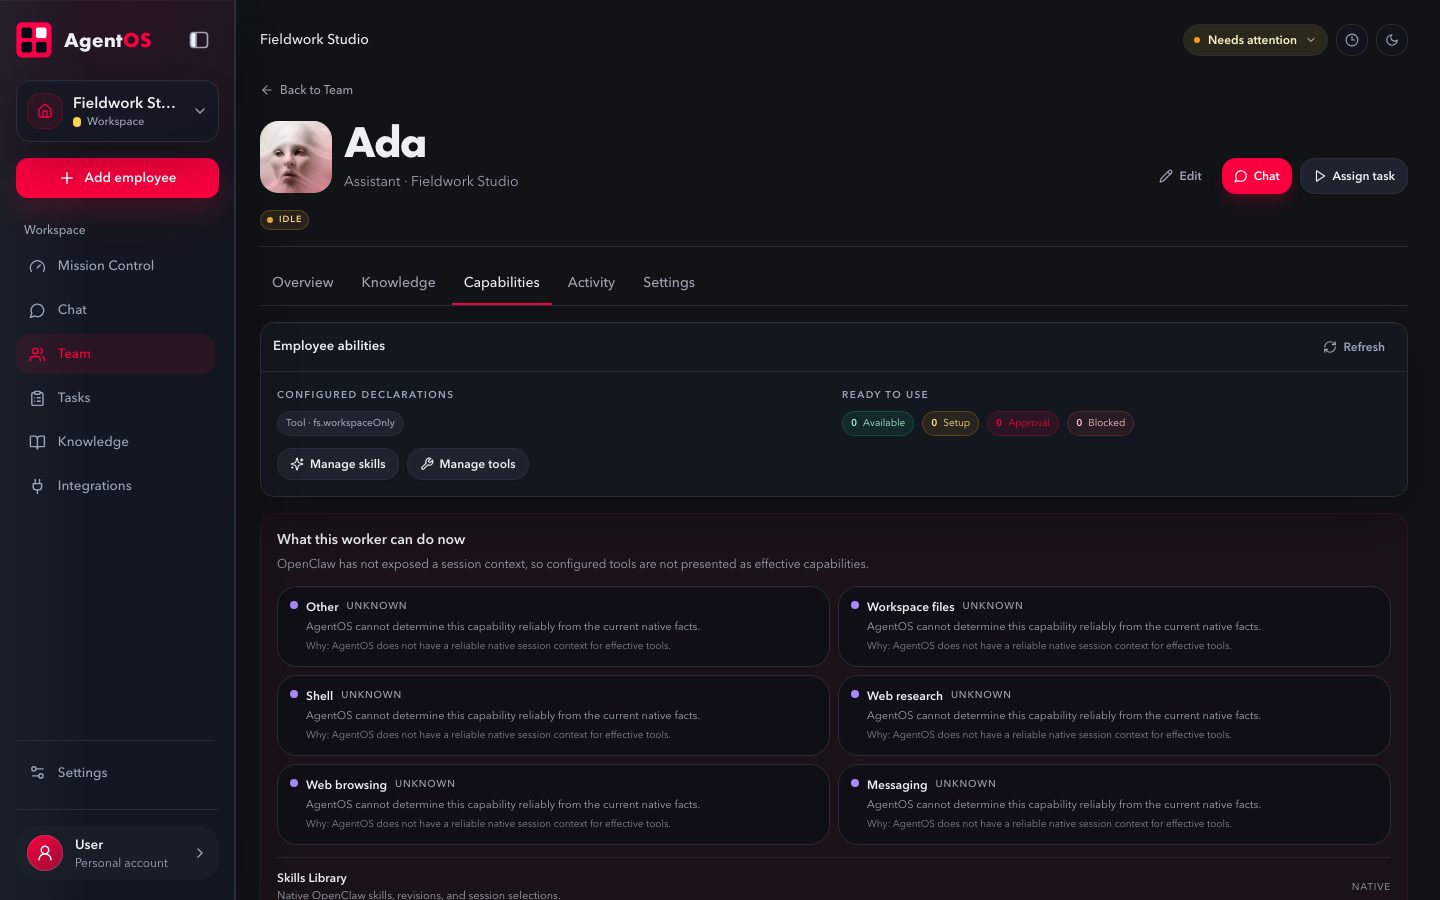 AgentOS
Fieldwork St...
Workspace
Add employee
Workspace
Mission Control
Chat
Team
Tasks
Knowledge
Integrations
Settings
User
Personal account
Fieldwork Studio
Needs attention
Back to Team
Ada
Assistant · Fieldwork Studio
IDLE
Edit
Chat
Assign task
Overview
Knowledge
Capabilities
Activity
Settings
Employee abilities
Refresh
CONFIGURED DECLARATIONS
Tool · fs.workspaceOnly
Manage skills
Manage tools
READY TO USE
0 Available
0 Setup
0 Approval
0 Blocked
What this worker can do now
OpenClaw has not exposed a session context, so configured tools are not presented as effective capabilities.
Other UNKNOWN
AgentOS cannot determine this capability reliably from the current native facts.
Why: AgentOS does not have a reliable native session context for effective tools.
Workspace files UNKNOWN
AgentOS cannot determine this capability reliably from the current native facts.
Why: AgentOS does not have a reliable native session context for effective tools.
Shell UNKNOWN
AgentOS cannot determine this capability reliably from the current native facts.
Why: AgentOS does not have a reliable native session context for effective tools.
Web research UNKNOWN
AgentOS cannot determine this capability reliably from the current native facts.
Why: AgentOS does not have a reliable native session context for effective tools.
Web browsing UNKNOWN
AgentOS cannot determine this capability reliably from the current native facts.
Why: AgentOS does not have a reliable native session context for effective tools.
Messaging UNKNOWN
AgentOS cannot determine this capability reliably from the current native facts.
Why: AgentOS does not have a reliable native session context for effective tools.
Skills Library
Native OpenClaw skills, revisions, and session selections.
NATIVE